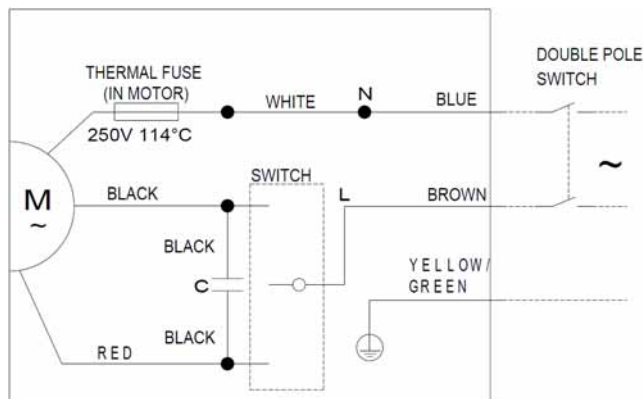 DOUBLE POLE
SWITCH
THERMAL FUSE
(IN MOTOR)
250V 114°C
WHITE
N
BLUE
M
~
BLACK
SWITCH
L
BROWN
~
BLACK
C
YELLOW/
GREEN
BLACK
RED